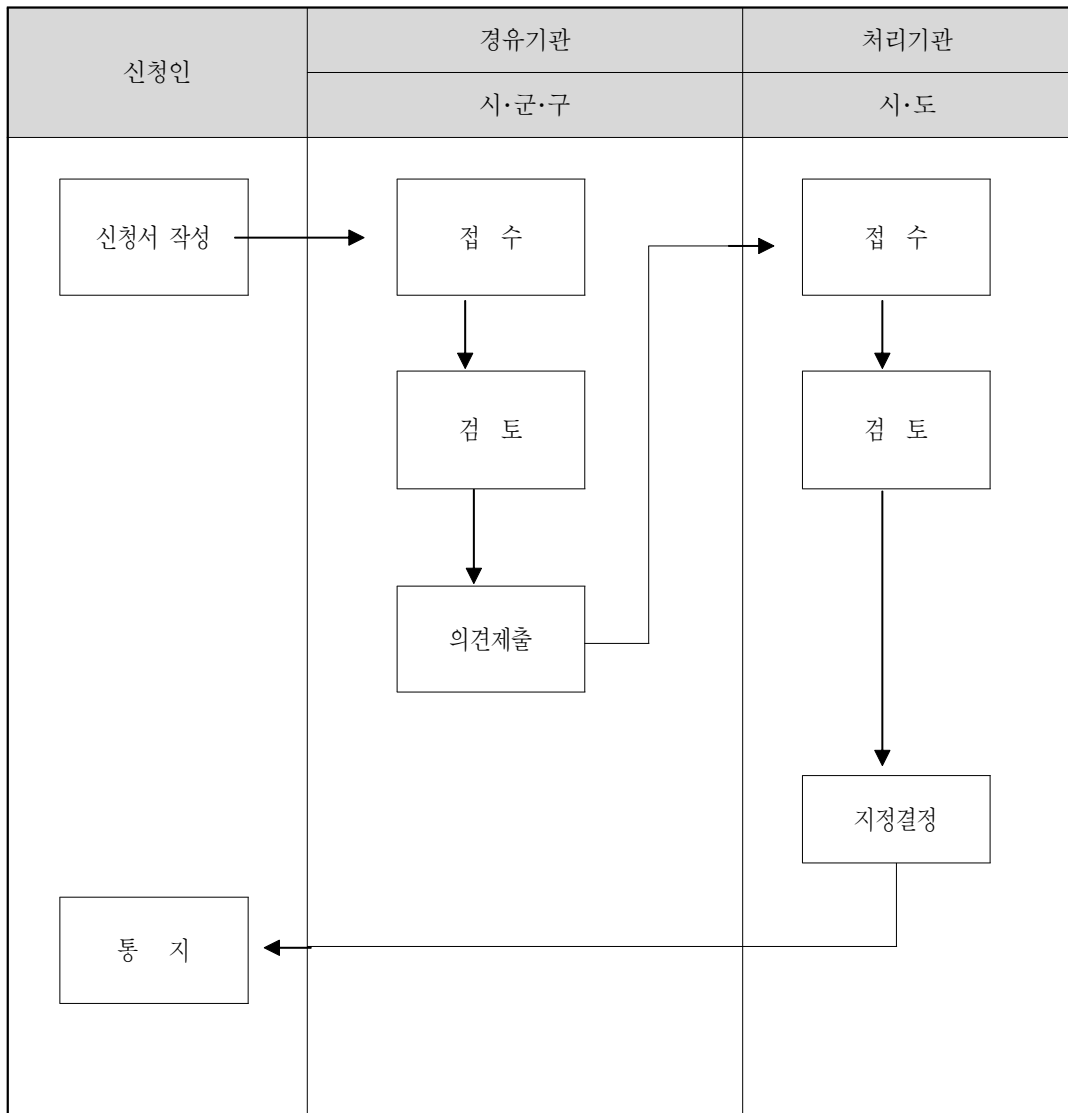 신청인
경유기관
처리기관
시·군·구
시·도
신청서 작성
접 수
접 수
검 토
검 토
의견제출
지정결정
통 지